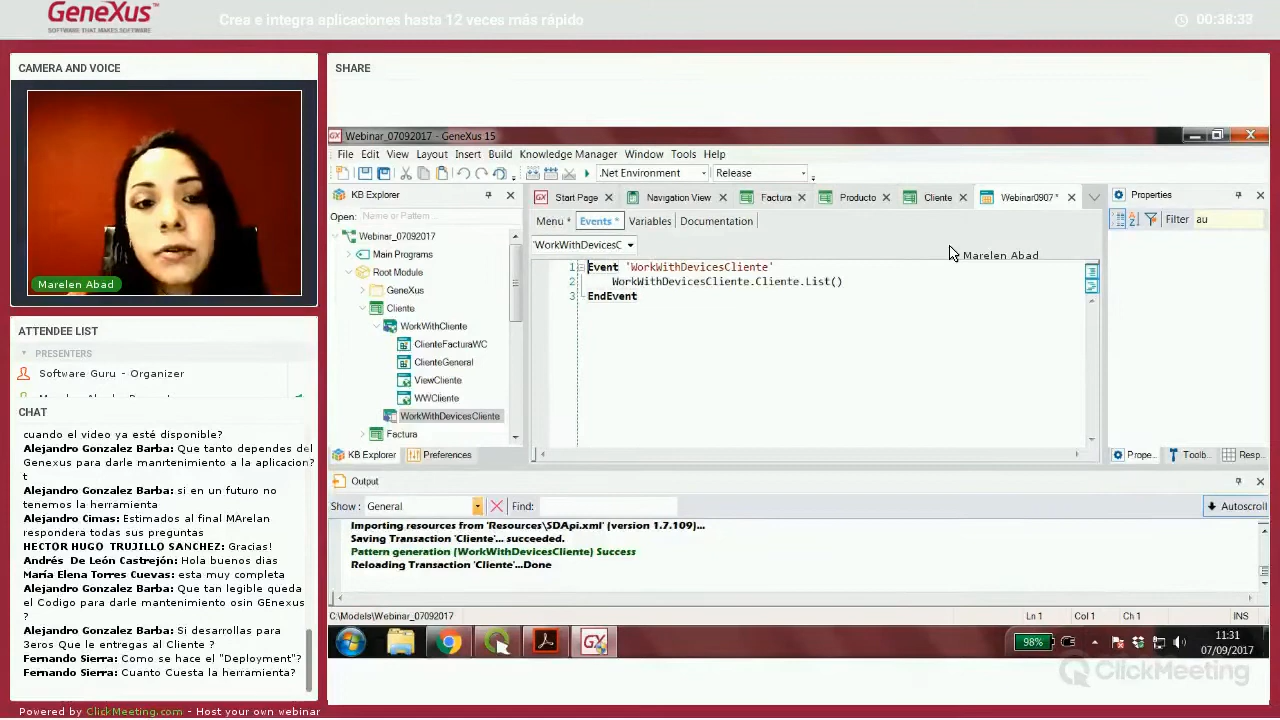 GeneXus™
SOFTWARE THAT MAKES SOFTWARE
Crea e integra aplicaciones hasta 12 veces más rápido
00:38:33
CAMERA AND VOICE
Marelen Abad
ATTENDEE LIST
PRESENTERS
Software Guru - Organizer
CHAT
cuando el video ya esté disponible?
Alejandro Gonzalez Barba: Que tanto dependes del
Genexus para darle manrtenimiento a la aplicacion?
t
Alejandro Gonzalez Barba: si en un futuro no
tenemos la herramienta
Alejandro Cimas: Estimados al final MArelan
respondera todas sus preguntas
HECTOR HUGO TRUJILLO SANCHEZ: Gracias!
Andrés De León Castrejón: Hola buenos dias
María Elena Torres Cuevas: esta muy completa
Alejandro Gonzalez Barba: Que tan legible queda
el Codigo para darle mantenimiento osin GEnexus
?
Alejandro Gonzalez Barba: Si desarrollas para
3eros Que le entregas al Cliente ?
Fernando Sierra: Como se hace el "Deployment"?
Fernando Sierra: Cuanto Cuesta la herramienta?
Powered by ClickMeeting.com - Host your own webinar
SHARE
GX Webinar_07092017 - GeneXus 15
File Edit View Layout Insert Build Knowledge Manager Window Tools Help
.Net Environment Release
KB Explorer
Open: Name or Pattern...
Webinar_07092017
Main Programs
Root Module
GeneXus
Cliente
WorkWithCliente
ClienteFacturaWC
ClienteGeneral
ViewCliente
WWCliente
WorkWithDevicesCliente
Factura
KB Explorer Preferences
GX Start Page Navigation View Factura Producto Cliente Webinar0907*
Menu * Events * Variables Documentation
'WorkWithDevicesC
1 Event 'WorkWithDevicesCliente'
2 WorkWithDevicesCliente.Cliente.List()
3 EndEvent
Marelen Abad
Properties
Filter au
Prope... Toolb... Resp...
Output
Show: General Find: Autoscroll
Importing resources from 'Resources\SDApi.xml' (version 1.7.109)...
Saving Transaction 'Cliente'... succeeded.
Pattern generation (WorkWithDevicesCliente) Success
Reloading Transaction 'Cliente'...Done
C:\Models\Webinar_07092017 Ln 1 Col 1 Ch 1 INS
GX
98%
11:31
07/09/2017
ClickMeeting